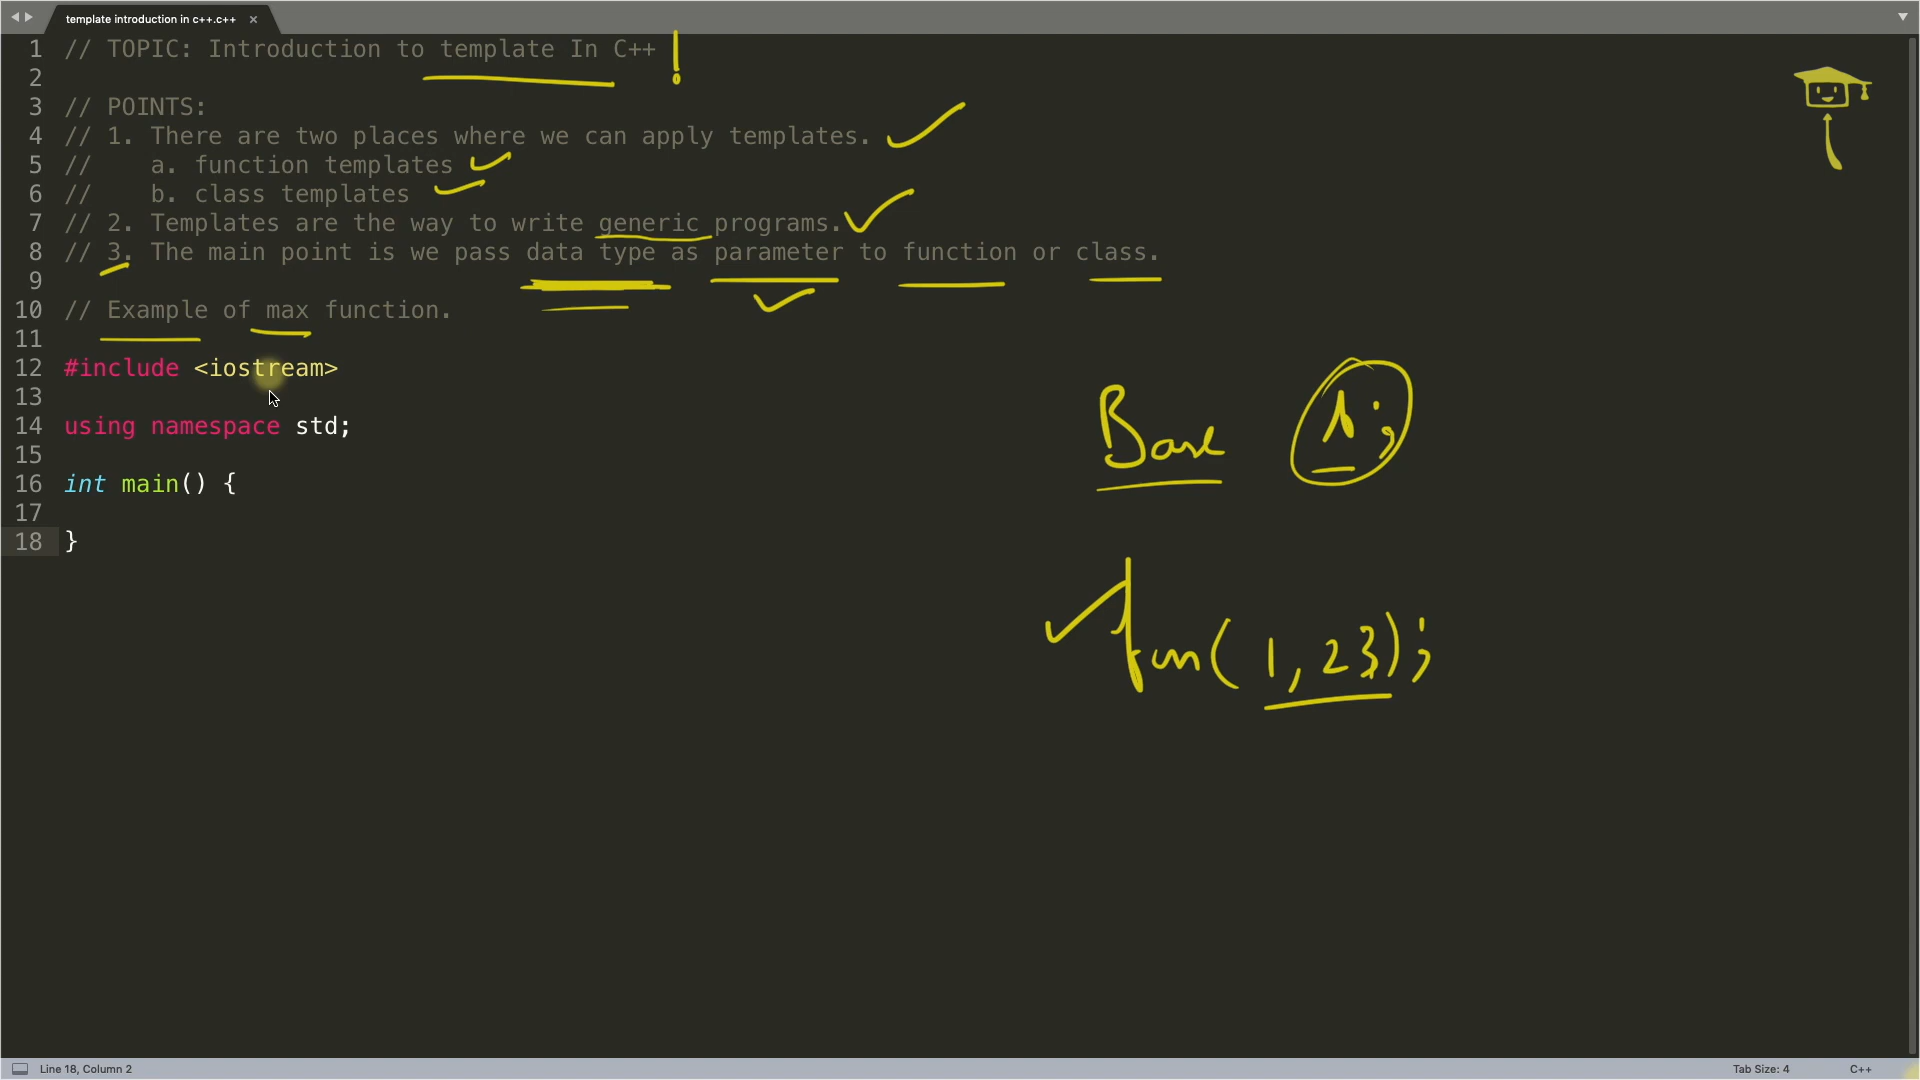 template introduction in c++.c++
1 // TOPIC: Introduction to template In C++ !
2
3 // POINTS:
4 // 1. There are two places where we can apply templates.
5 //    a. function templates
6 //    b. class templates
7 // 2. Templates are the way to write generic programs.
8 // 3. The main point is we pass data type as parameter to function or class.
9
10 // Example of max function.
11
12 #include <iostream>
13
14 using namespace std;
15
16 int main() {
17
18 }
Base
fun(1,23);
Line 18, Column 2
Tab Size: 4
C++